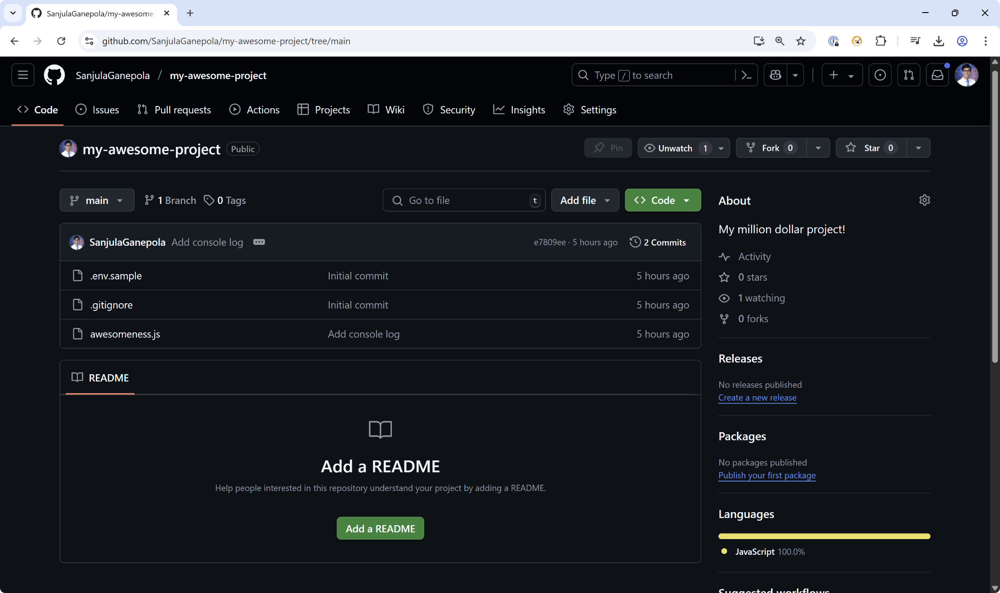 SanjulaGanepola/my-awesome-
github.com/SanjulaGanepola/my-awesome-project/tree/main
SanjulaGanepola / my-awesome-project
Type / to search
Code Issues Pull requests Actions Projects Wiki Security Insights Settings
my-awesome-project Public
Pin Unwatch 1 Fork 0 Star 0
main 1 Branch 0 Tags Go to file t Add file Code
SanjulaGanepola Add console log e7809ee · 5 hours ago 2 Commits
.env.sample Initial commit 5 hours ago
.gitignore Initial commit 5 hours ago
awesomeness.js Add console log 5 hours ago
README
Add a README
Help people interested in this repository understand your project by adding a README.
Add a README
About
My million dollar project!
Activity
0 stars
1 watching
0 forks
Releases
No releases published
Create a new release
Packages
No packages published
Publish your first package
Languages
JavaScript 100.0%
Suggested workflows